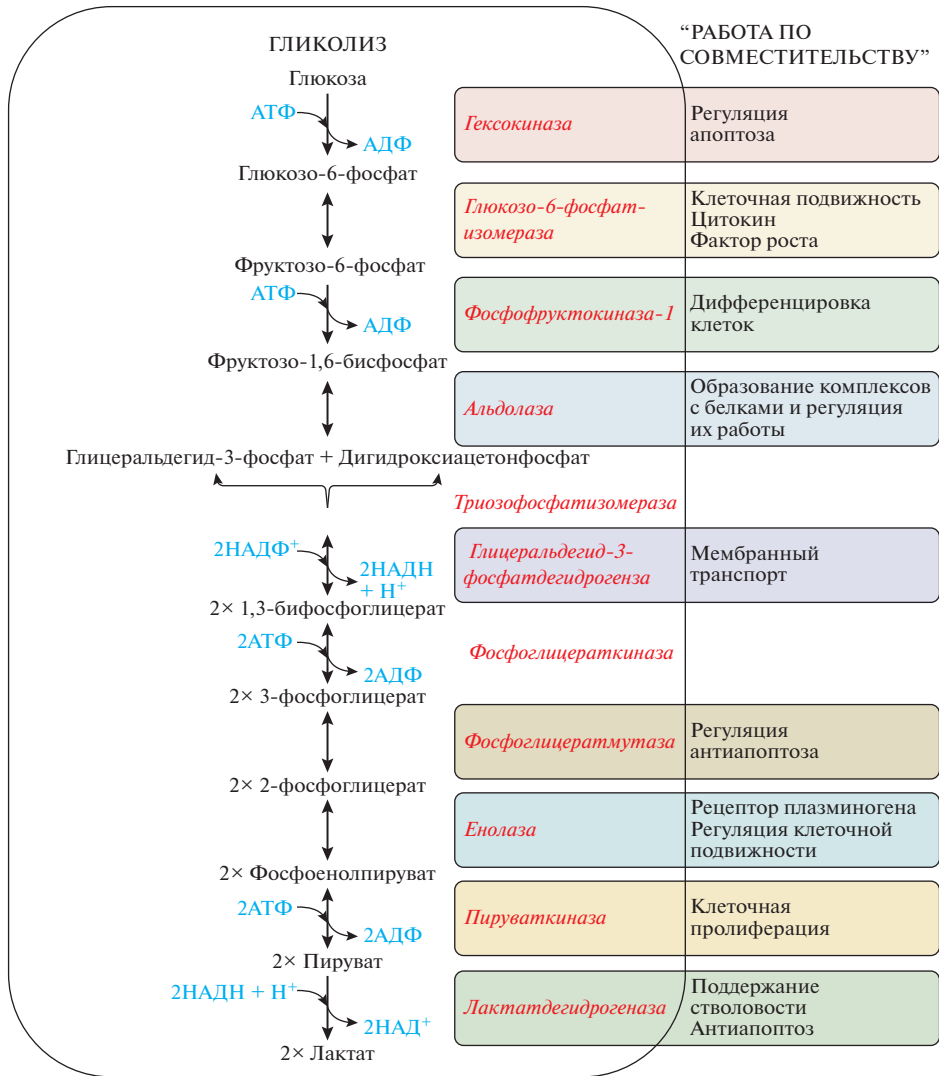 ГЛИКОЛИЗ
“РАБОТА ПО
СОВМЕСТИТЕЛЬСТВУ”
Глюкоза
АТФ
АДФ
Гексокиназа
Регуляция
апоптоза
Глюкозо-6-фосфат
Глюкозо-6-фосфат-
изомераза
Клеточная подвижность
Цитокин
Фактор роста
Фруктозо-6-фосфат
АТФ
АДФ
Фосфофруктокиназа-1
Дифференцировка
клеток
Фруктозо-1,6-бисфосфат
Альдолаза
Образование комплексов
с белками и регуляция
их работы
Глицеральдегид-3-фосфат + Дигидроксиацетонфосфат
Триозофосфатизомераза
2НАДФ⁺
2НАДН
+ Н⁺
Глицеральдегид-3-
фосфатдегидрогенза
Мембранный
транспорт
2× 1,3-бифосфоглицерат
2АТФ
2АДФ
Фосфоглицераткиназа
2× 3-фосфоглицерат
Фосфоглицератмутаза
Регуляция
антиапоптоза
2× 2-фосфоглицерат
Енолаза
Рецептор плазминогена
Регуляция клеточной
подвижности
2× Фосфоенолпируват
2АТФ
2АДФ
Пируваткиназа
Клеточная
пролиферация
2× Пируват
2НАДН + Н⁺
2НАД⁺
Лактатдегидрогеназа
Поддержание
стволовости
Антиапоптоз
2× Лактат